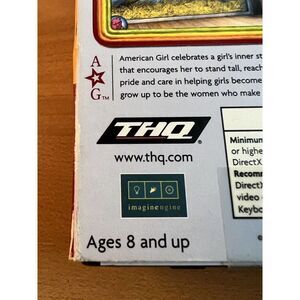 American Girl celebrates a girl's inner st
that encourages her to stand tall, reach
pride and care in helping girls become
grow up to be the women who make
A
G™
THQ®
www.thq.com
imaginengine
Ages 8 and up
Minimum
or highe
DirectX
Recomm
DirectX
video
Keybo